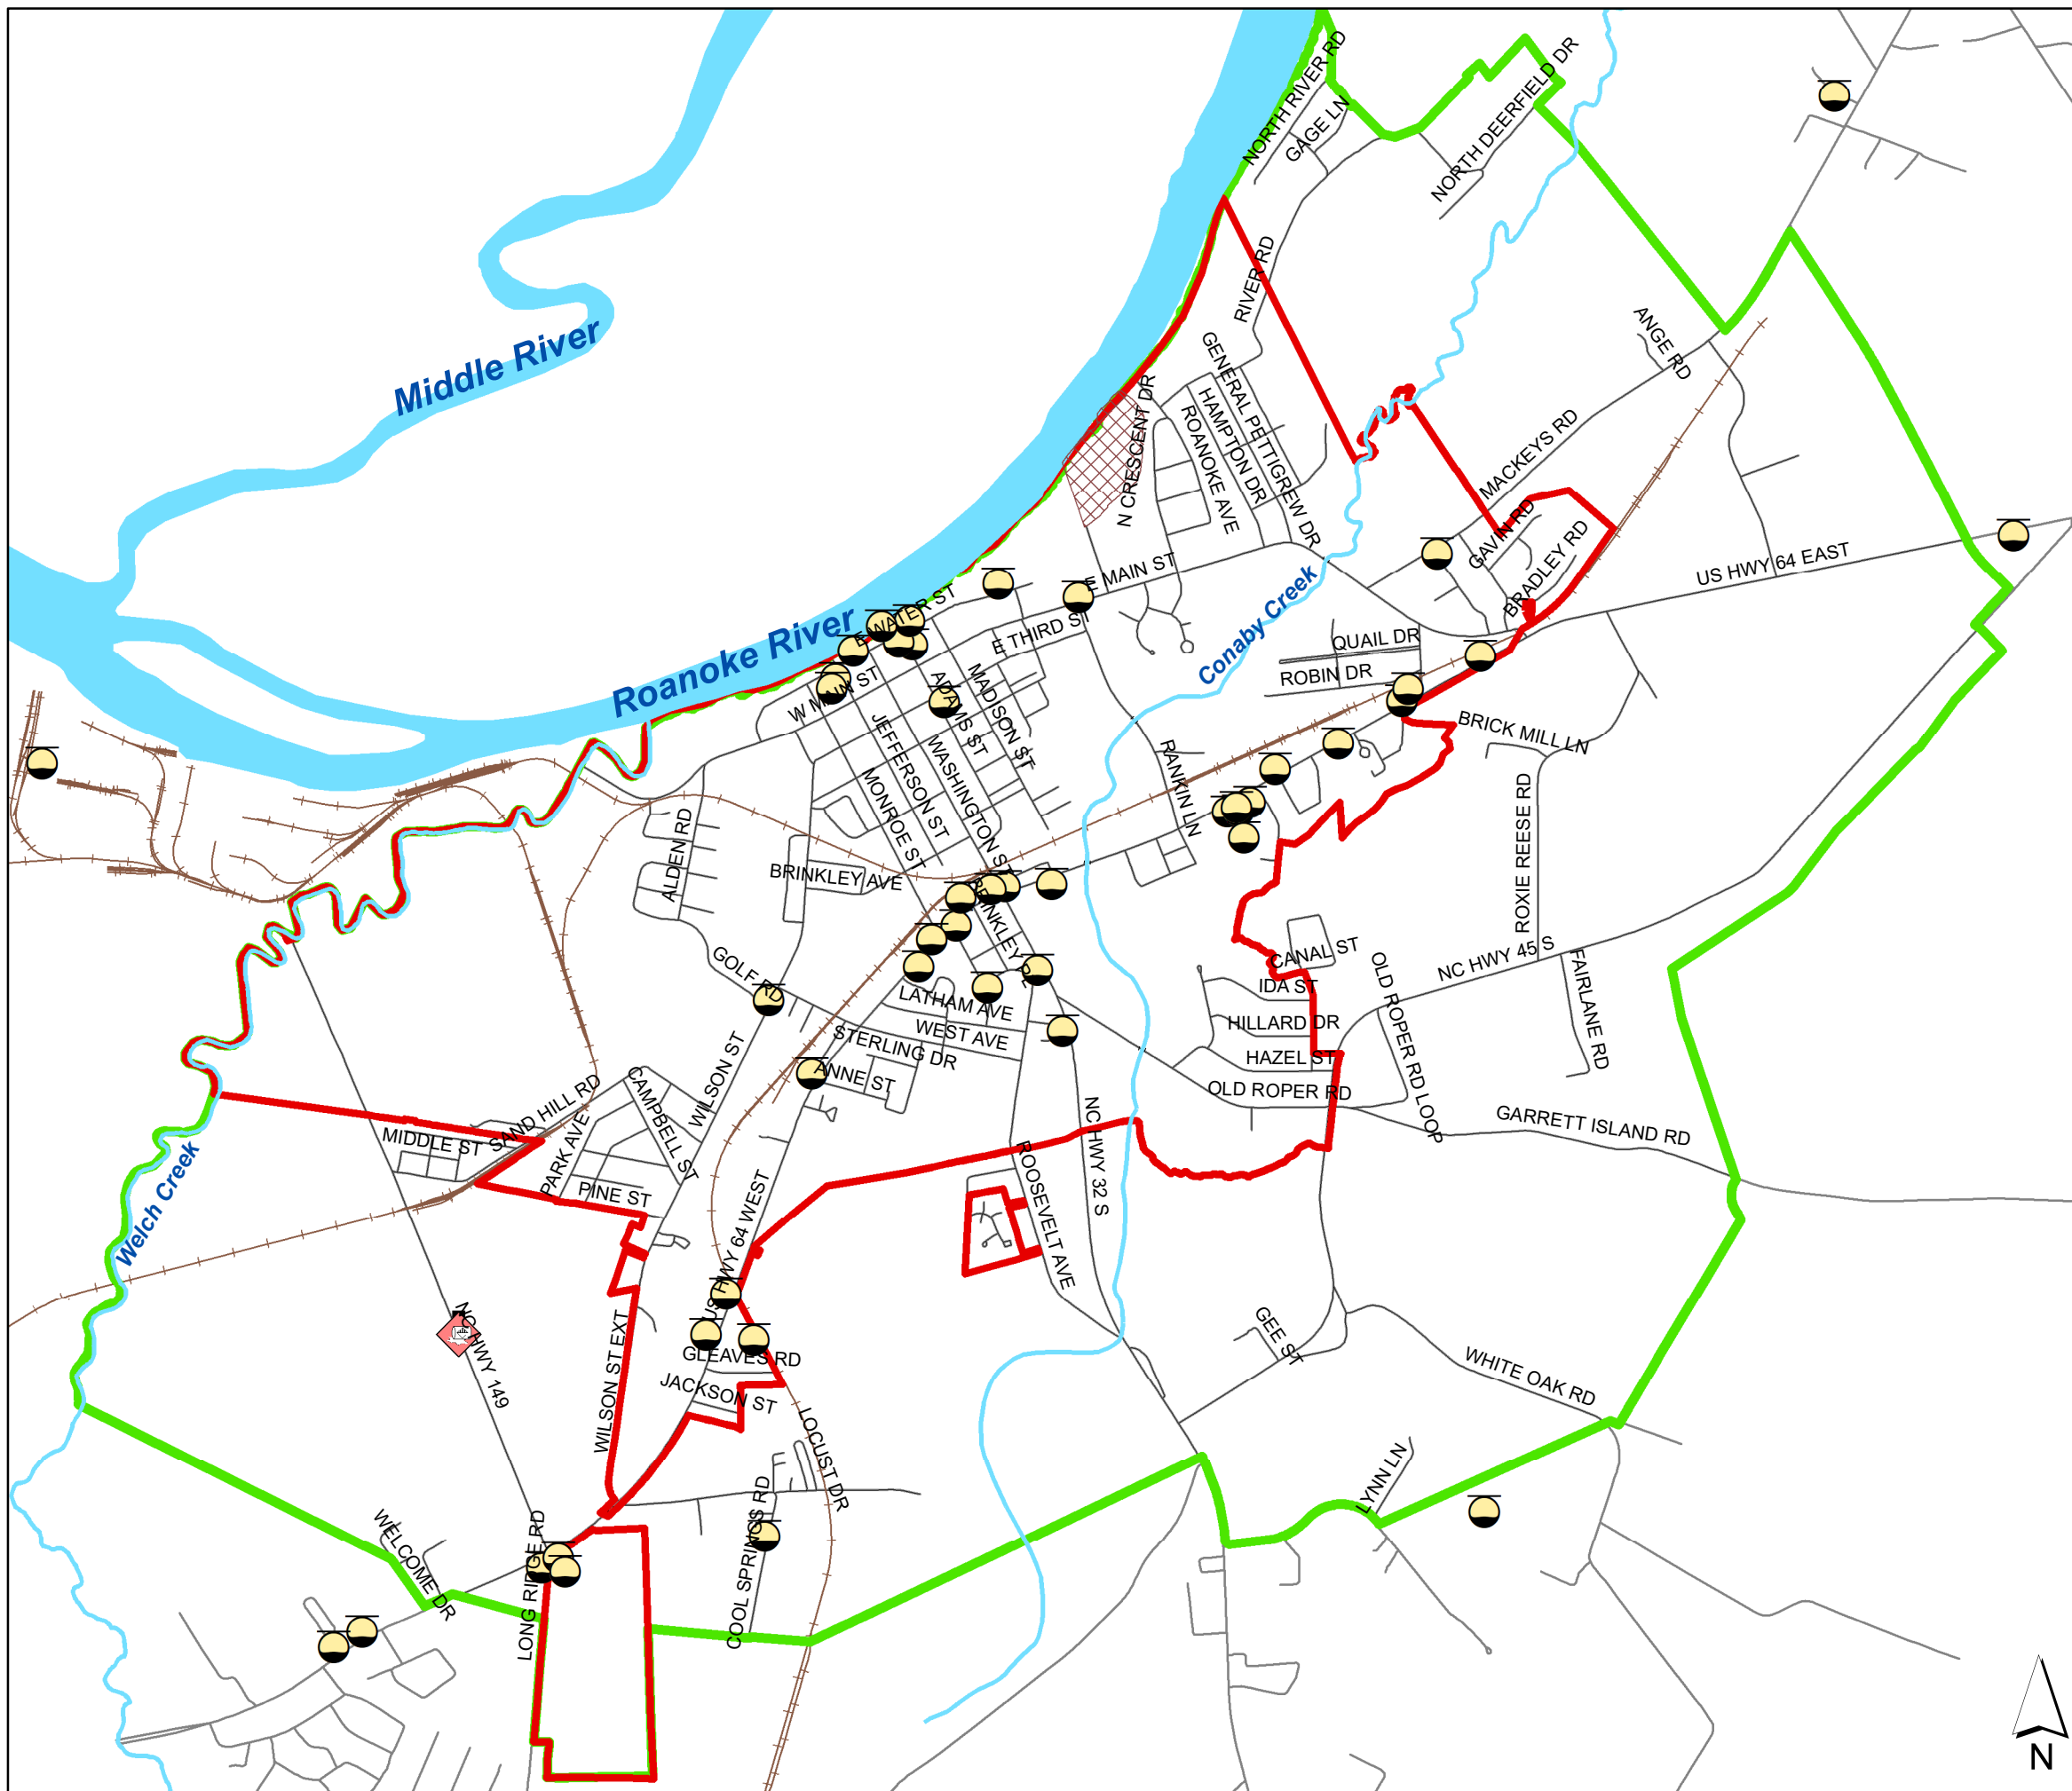 NORTH RIVER RD
GAGE LN
NORTH DEERFIELD DR
RIVER RD
Middle River
ANGE RD
GENERAL PETTIGREW DR
HAMPTON DR
ROANOKE AVE
N CRESCENT DR
MACKEYS RD
GAVIN RD
BRADLEY RD
US HWY 64 EAST
E MAIN ST
Conaby Creek
E WATER ST
E THIRD ST
Roanoke River
QUAIL DR
ROBIN DR
W MAIN ST
ADAMS ST
MADISON ST
JEFFERSON ST
WASHINGTON ST
MONROE ST
RANKIN LN
BRICK MILL LN
ROXIE REESE RD
ALDEN RD
BRINKLEY AVE
BRINKLEY PL
GOLF RD
CANAL ST
NC HWY 45 S
IDA ST
LATHAM AVE
WEST AVE
HILLARD DR
OLD ROPER RD LOOP
FAIRLANE RD
STERLING DR
ANNE ST
HAZEL ST
WILSON ST
OLD ROPER RD
GARRETT ISLAND RD
SAND HILL RD
CAMPBELL ST
MIDDLE ST
PARK AVE
PINE ST
NC HWY 32 S
ROOSEVELT AVE
Welch Creek
US HWY 64 WEST
NC HWY 149
WILSON ST EXT
GLEAVES RD
JACKSON ST
GEE ST
WHITE OAK RD
LOCUST DR
LYNN LN
COOL SPRINGS RD
WELCOME DR
LONG RIDGE RD
N